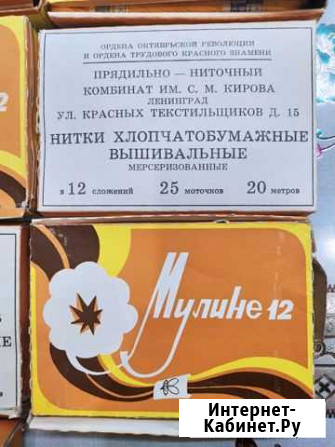 12
ОРДЕНА ОКТЯБРЬСКОЙ РЕВОЛЮЦИИ
И ОРДЕНА ТРУДОВОГО КРАСНОГО ЗНАМЕНИ
ПРЯДИЛЬНО — НИТОЧНЫЙ
КОМБИНАТ ИМ. С. М. КИРОВА
ЛЕНИНГРАД
УЛ. КРАСНЫХ ТЕКСТИЛЬЩИКОВ Д. 15
НИТКИ ХЛОПЧАТОБУМАЖНЫЕ
ВЫШИВАЛЬНЫЕ
МЕРСЕРИЗОВАННЫЕ
в 12 сложений 25 моточков 20 метров
Мулине 12
Интернет-
Кабинет.Ру